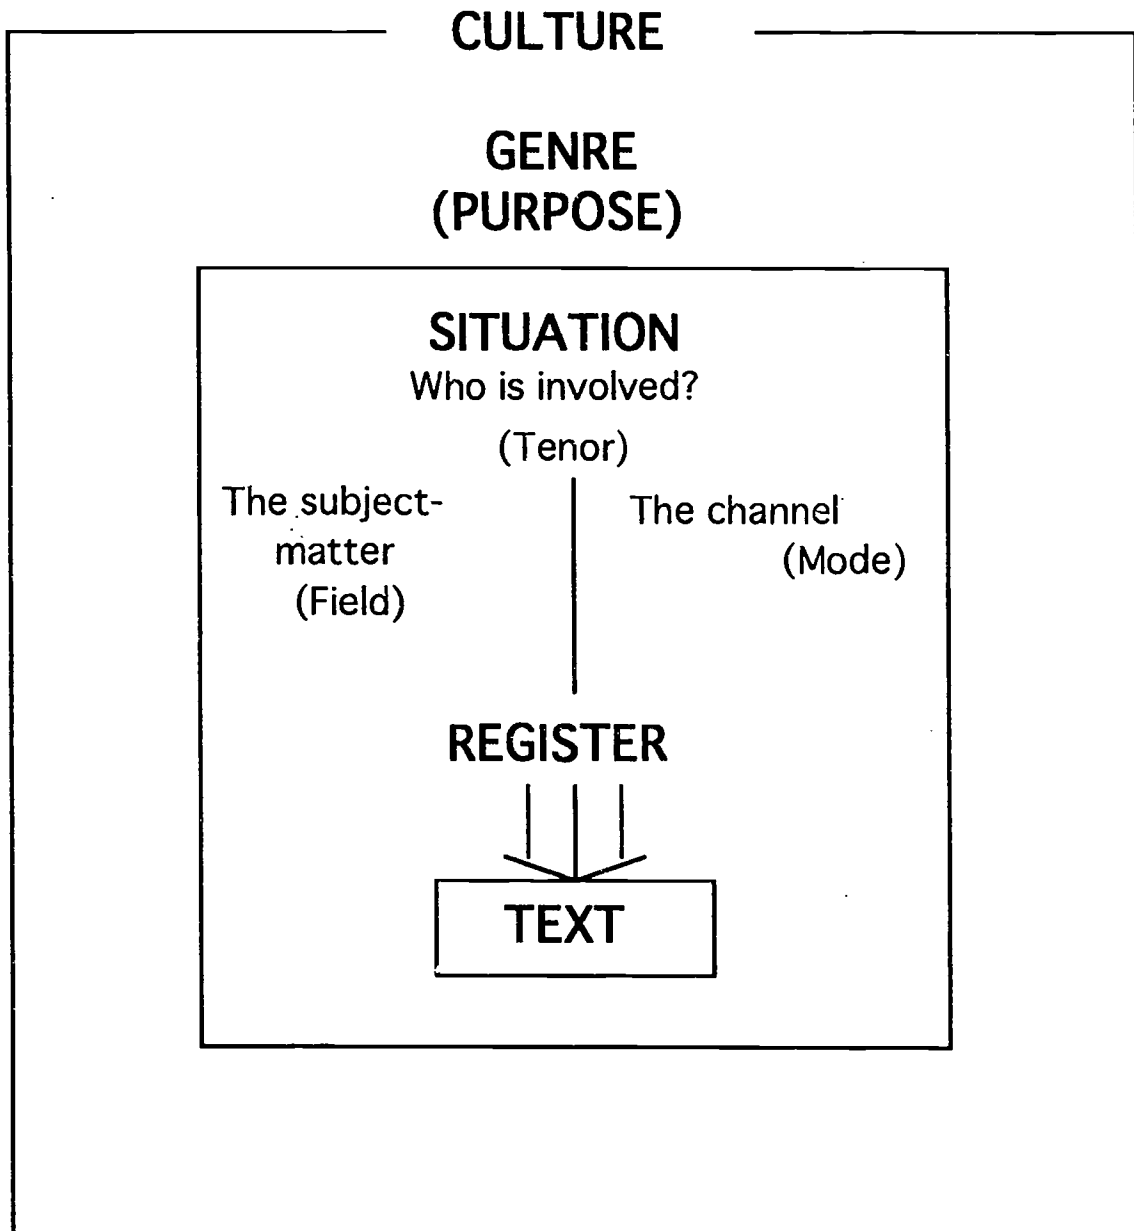 CULTURE
GENRE
(PURPOSE)
SITUATION
Who is involved?
(Tenor)
The subject-
matter
(Field)
The channel
(Mode)
REGISTER
TEXT